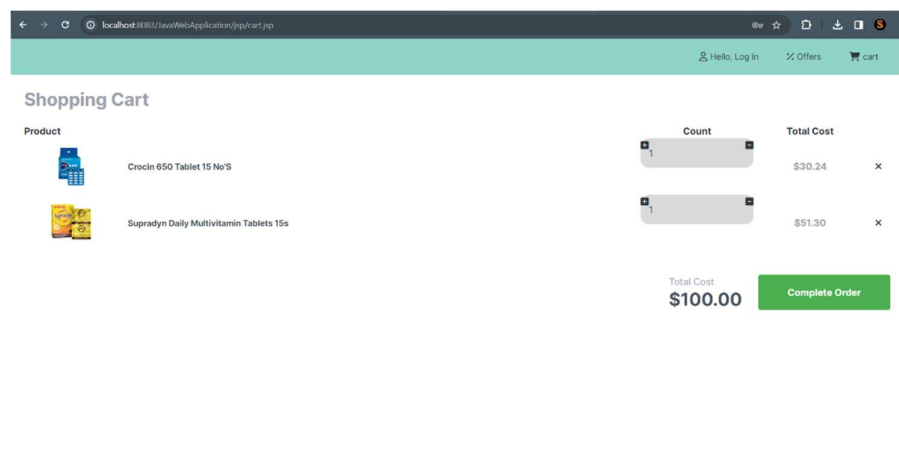 localhost:8083/JavaWebApplication/jsp/cart.jsp
S
Hello, Log In
Offers
cart
Shopping Cart
Product
Count
Total Cost
Crocin 650 Tablet 15 No'S
1
$30.24
Supradyn Daily Multivitamin Tablets 15s
1
$51.30
Total Cost
$100.00
Complete Order